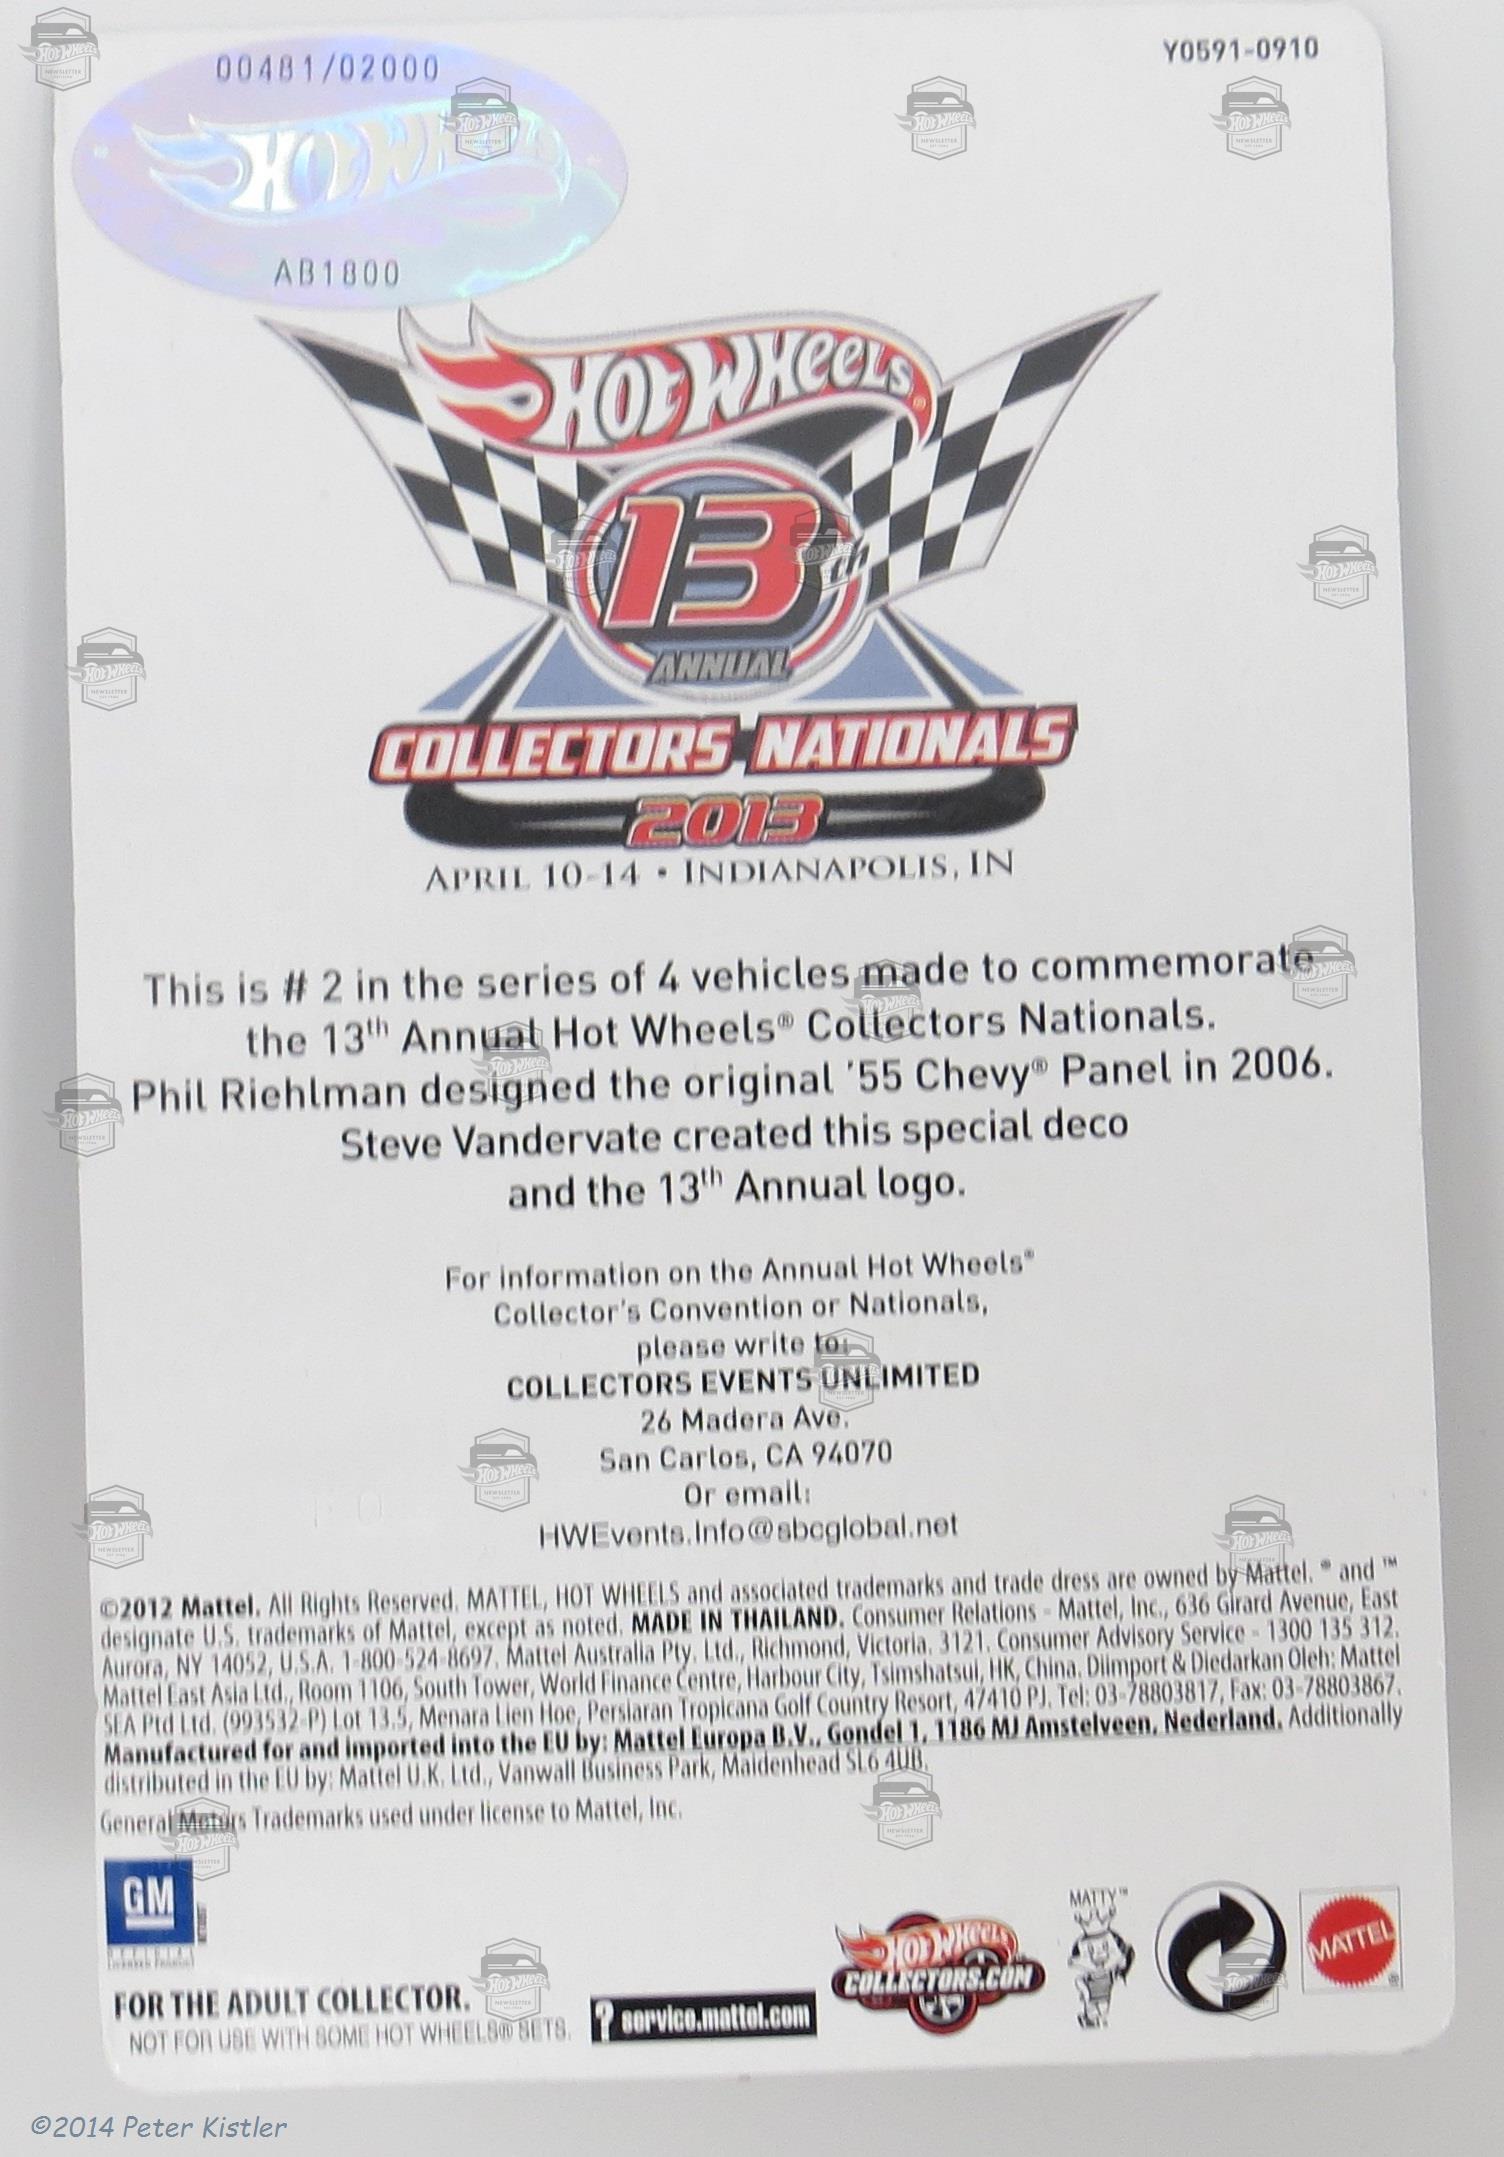 Y0591-0910
00481/02000
HOT WHEELS
AB1800
HOT WHEELS®
13th
ANNUAL
COLLECTORS NATIONALS
2013
APRIL 10-14 • INDIANAPOLIS, IN
This is # 2 in the series of 4 vehicles made to commemorate
the 13th Annual Hot Wheels® Collectors Nationals.
Phil Riehlman designed the original '55 Chevy® Panel in 2006.
Steve Vandervate created this special deco
and the 13th Annual logo.
For information on the Annual Hot Wheels®
Collector's Convention or Nationals,
please write to:
COLLECTORS EVENTS UNLIMITED
26 Madera Ave.
San Carlos, CA 94070
Or email:
HWEvents.Info@sbcglobal.net
©2012 Mattel. All Rights Reserved. MATTEL, HOT WHEELS and associated trademarks and trade dress are owned by Mattel. ® and ™
designate U.S. trademarks of Mattel, except as noted. MADE IN THAILAND. Consumer Relations - Mattel, Inc., 636 Girard Avenue, East
Aurora, NY 14052, U.S.A. 1-800-524-8697. Mattel Australia Pty. Ltd., Richmond, Victoria. 3121. Consumer Advisory Service - 1300 135 312.
Mattel East Asia Ltd., Room 1106, South Tower, World Finance Centre, Harbour City, Tsimshatsui, HK, China. Diimport & Diedarkan Oleh: Mattel
SEA Ptd Ltd. (993532-P) Lot 13.5, Menara Lien Hoe, Persiaran Tropicana Golf Country Resort, 47410 PJ. Tel: 03-78803817, Fax: 03-78803867.
Manufactured for and imported into the EU by: Mattel Europa B.V., Gondel 1, 1186 MJ Amstelveen, Nederland. Additionally
distributed in the EU by: Mattel U.K. Ltd., Vanwall Business Park, Maidenhead SL6 4UB.
General Motors Trademarks used under license to Mattel, Inc.
GM
MATTY™
HOT WHEELS
COLLECTORS.COM
MATTEL
FOR THE ADULT COLLECTOR.
NOT FOR USE WITH SOME HOT WHEELS® SETS.
? service.mattel.com
©2014 Peter Kistler